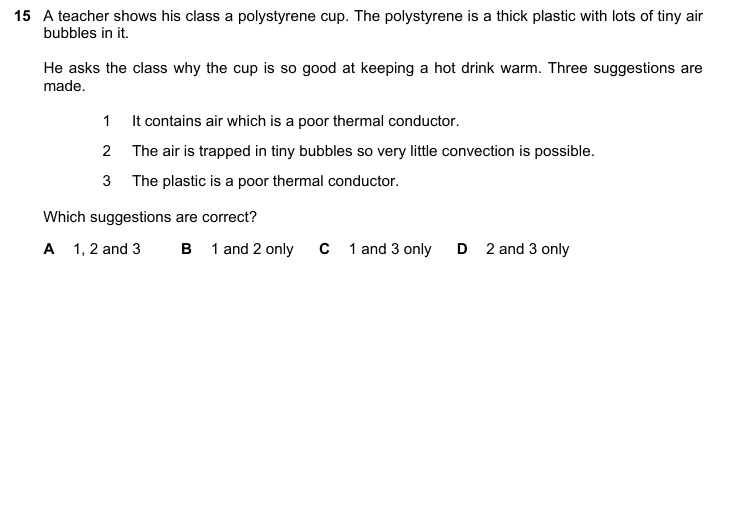 15 A teacher shows his class a polystyrene cup. The polystyrene is a thick plastic with lots of tiny air
bubbles in it.
He asks the class why the cup is so good at keeping a hot drink warm. Three suggestions are
made.
1 It contains air which is a poor thermal conductor.
2 The air is trapped in tiny bubbles so very little convection is possible.
3 The plastic is a poor thermal conductor.
Which suggestions are correct?
A 1, 2 and 3 B 1 and 2 only C 1 and 3 only D 2 and 3 only